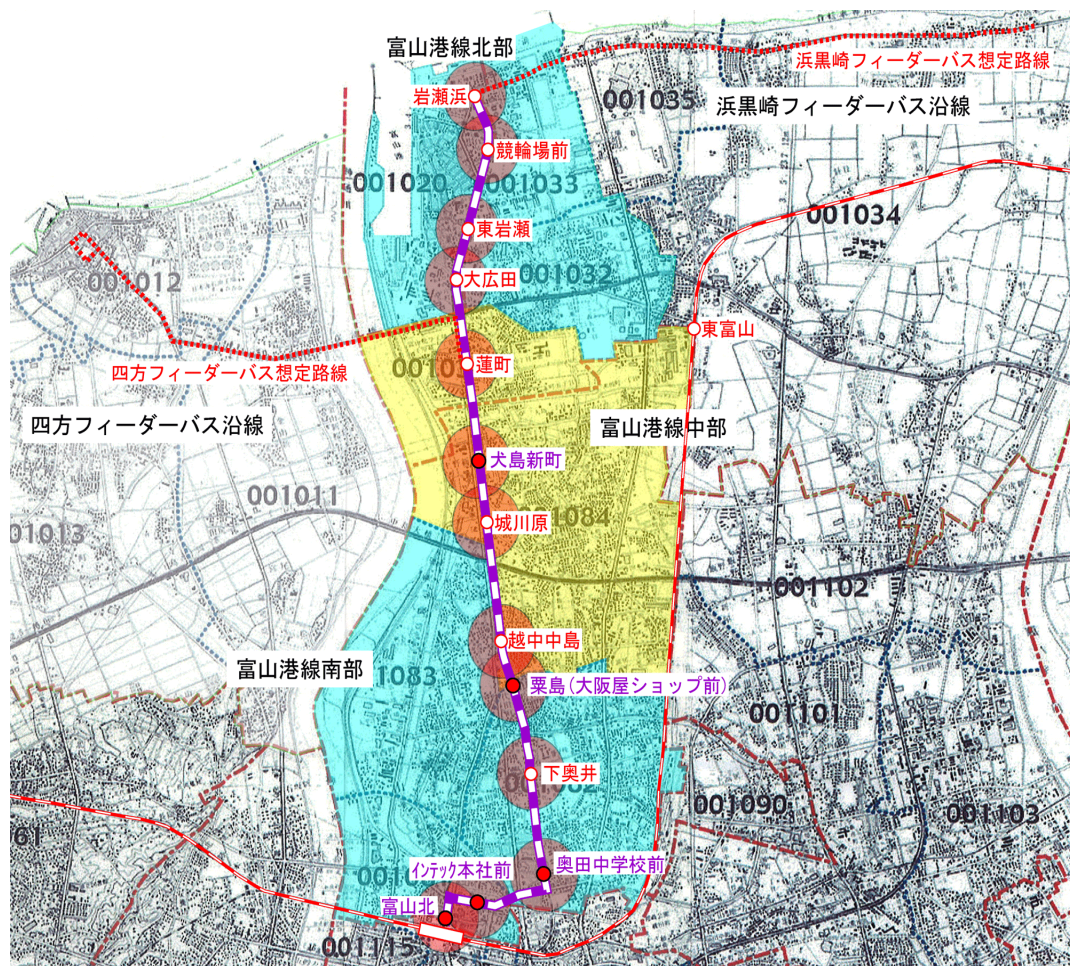 富山港線北部
浜黒崎フィーダーバス想定路線
岩瀬浜
001035
浜黒崎フィーダーバス沿線
競輪場前
001020
001033
001034
東岩瀬
大広田
001032
001012
東富山
蓮町
四方フィーダーバス想定路線
四方フィーダーバス沿線
富山港線中部
犬島新町
001011
城川原
01013
001102
越中中島
富山港線南部
1083
粟島(大阪屋ショップ前)
001101
下奥井
001090
001103
61
インテック本社前
奥田中学校前
富山北
001115